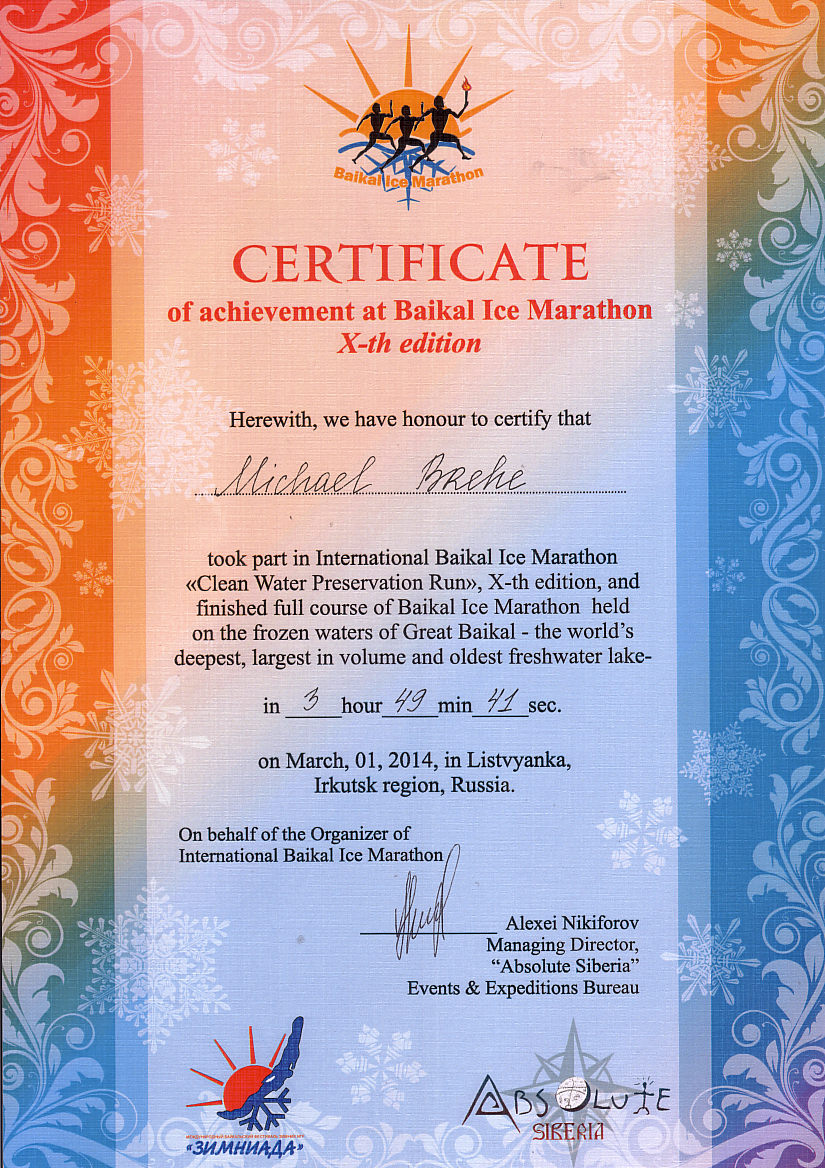 Baikal Ice Marathon
CERTIFICATE
of achievement at Baikal Ice Marathon
X-th edition
Herewith, we have honour to certify that
Michael Brehe
took part in International Baikal Ice Marathon
«Clean Water Preservation Run», X-th edition, and
finished full course of Baikal Ice Marathon held
on the frozen waters of Great Baikal - the world's
deepest, largest in volume and oldest freshwater lake-
in 3 hour 49 min 41 sec.
on March, 01, 2014, in Listvyanka,
Irkutsk region, Russia.
On behalf of the Organizer of
International Baikal Ice Marathon
Alexei Nikiforov
Managing Director,
“Absolute Siberia”
Events & Expeditions Bureau
«ЗИМНИАДА»
ABSOLUTE
SIBERIA